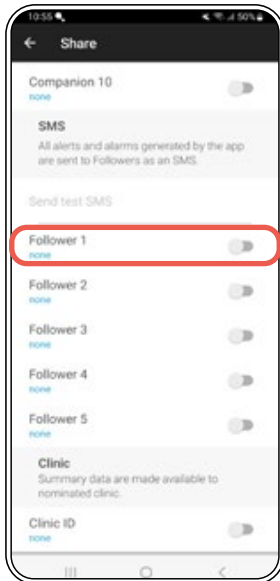 10:55 50%
Share
Companion 10
none
SMS
All alerts and alarms generated by the app
are sent to Followers as an SMS.
Send test SMS
Follower 1
none
Follower 2
none
Follower 3
none
Follower 4
none
Follower 5
none
Clinic
Summary data are made available to
nominated clinic.
Clinic ID
none